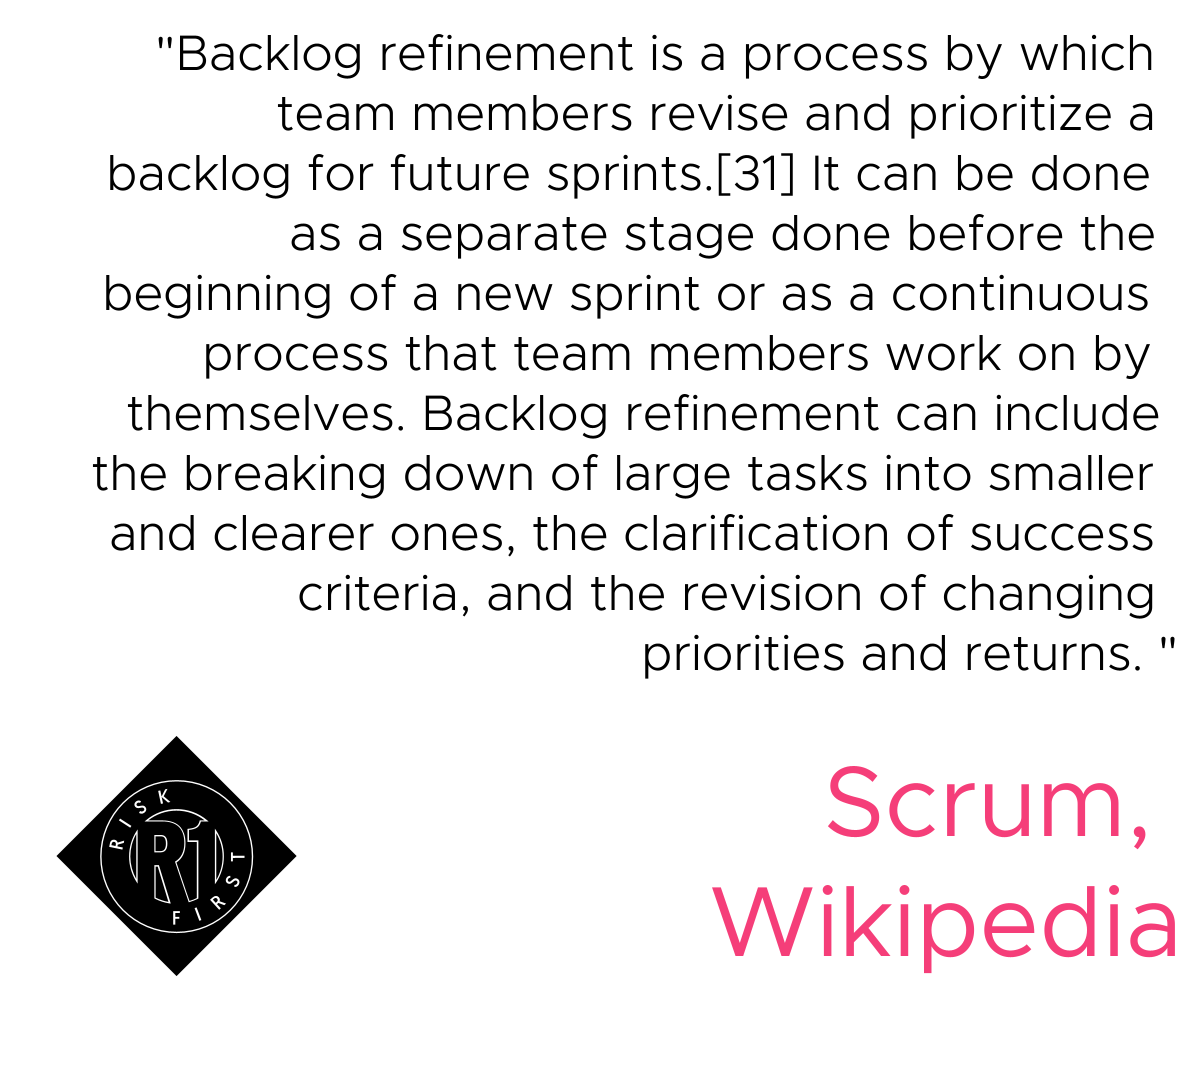 "Backlog refinement is a process by which
team members revise and prioritize a
backlog for future sprints.[31] It can be done
as a separate stage done before the
beginning of a new sprint or as a continuous
process that team members work on by
themselves. Backlog refinement can include
the breaking down of large tasks into smaller
and clearer ones, the clarification of success
criteria, and the revision of changing
priorities and returns. "
Scrum,
Wikipedia
RISK
R1
FIRST